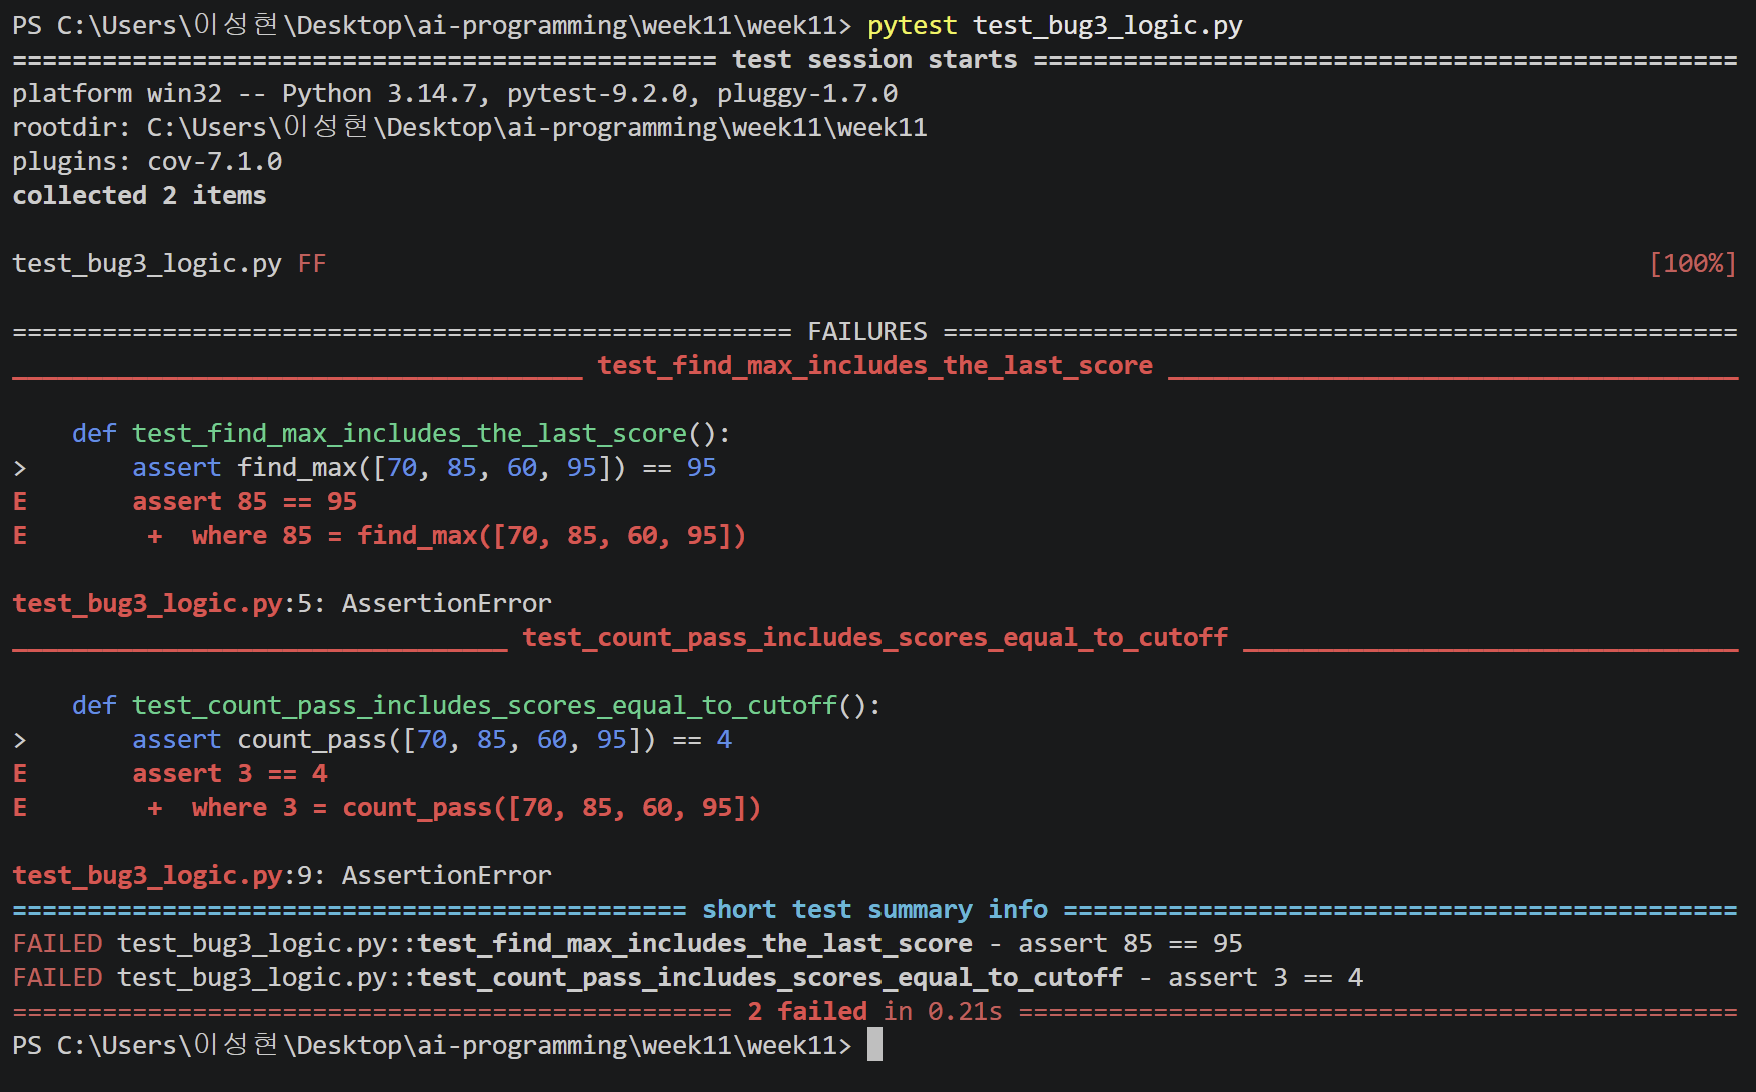 PS C:\Users\이성현\Desktop\ai-programming\week11\week11> pytest test_bug3_logic.py
=============================================== test session starts ===============================================
platform win32 -- Python 3.14.7, pytest-9.2.0, pluggy-1.7.0
rootdir: C:\Users\이성현\Desktop\ai-programming\week11\week11
plugins: cov-7.1.0
collected 2 items

test_bug3_logic.py FF                                                                                        [100%]

==================================================== FAILURES =====================================================
______________________________________ test_find_max_includes_the_last_score ______________________________________

    def test_find_max_includes_the_last_score():
>       assert find_max([70, 85, 60, 95]) == 95
E       assert 85 == 95
E        +  where 85 = find_max([70, 85, 60, 95])

test_bug3_logic.py:5: AssertionError
_________________________________ test_count_pass_includes_scores_equal_to_cutoff _________________________________

    def test_count_pass_includes_scores_equal_to_cutoff():
>       assert count_pass([70, 85, 60, 95]) == 4
E       assert 3 == 4
E        +  where 3 = count_pass([70, 85, 60, 95])

test_bug3_logic.py:9: AssertionError
============================================= short test summary info =============================================
FAILED test_bug3_logic.py::test_find_max_includes_the_last_score - assert 85 == 95
FAILED test_bug3_logic.py::test_count_pass_includes_scores_equal_to_cutoff - assert 3 == 4
================================================ 2 failed in 0.21s ================================================
PS C:\Users\이성현\Desktop\ai-programming\week11\week11>